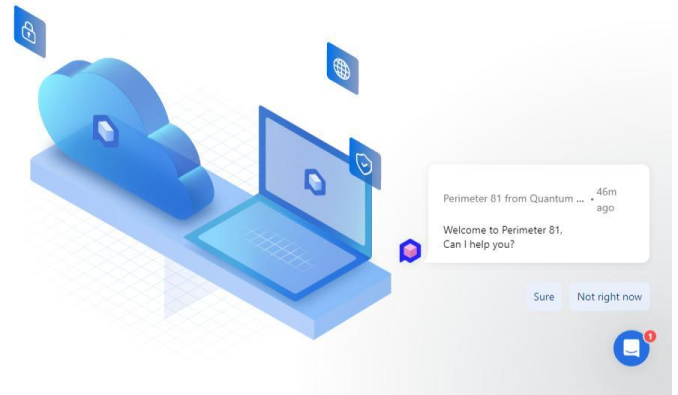 Perimeter 81 from Quantum ... • 46m ago
Welcome to Perimeter 81,
Can I help you?
Sure
Not right now
1